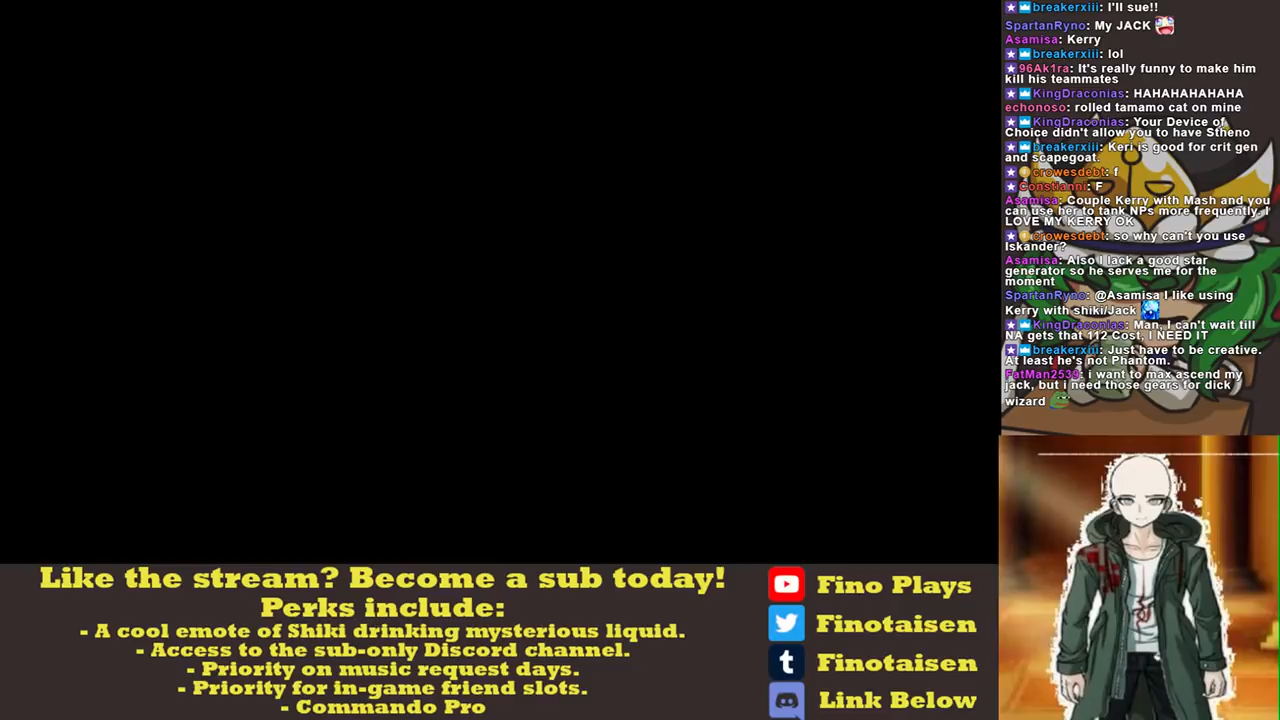 breakerxiii: I'll sue!!
SpartanRyno: My JACK
Asamisa: Kerry
breakerxiii: lol
96Ak1ra: It's really funny to make him
kill his teammates
KingDraconias: HAHAHAHAHAHA
echonoso: rolled tamamo cat on mine
KingDraconias: Your Device of
Choice didn't allow you to have Stheno
breakerxiii: Keri is good for crit gen
and scapegoat.
crowesdebt: f
Constianni: F
Asamisa: Couple Kerry with Mash and you
can use her to tank NPs more frequently. I
LOVE MY KERRY OK
crowesdebt: so why can't you use
Iskander?
Asamisa: Also I lack a good star
generator so he serves me for the
moment
SpartanRyno: @Asamisa I like using
Kerry with shiki/Jack
KingDraconias: Man, I can't wait till
NA gets that 112 Cost, I NEED IT
breakerxiii: Just have to be creative.
At least he's not Phantom.
FatMan2539: i want to max ascend my
jack, but i need those gears for dick
wizard
Like the stream? Become a sub today!
Perks include:
- A cool emote of Shiki drinking mysterious liquid.
- Access to the sub-only Discord channel.
- Priority on music request days.
- Priority for in-game friend slots.
- Commando Pro
Fino Plays
Finotaisen
Finotaisen
Link Below